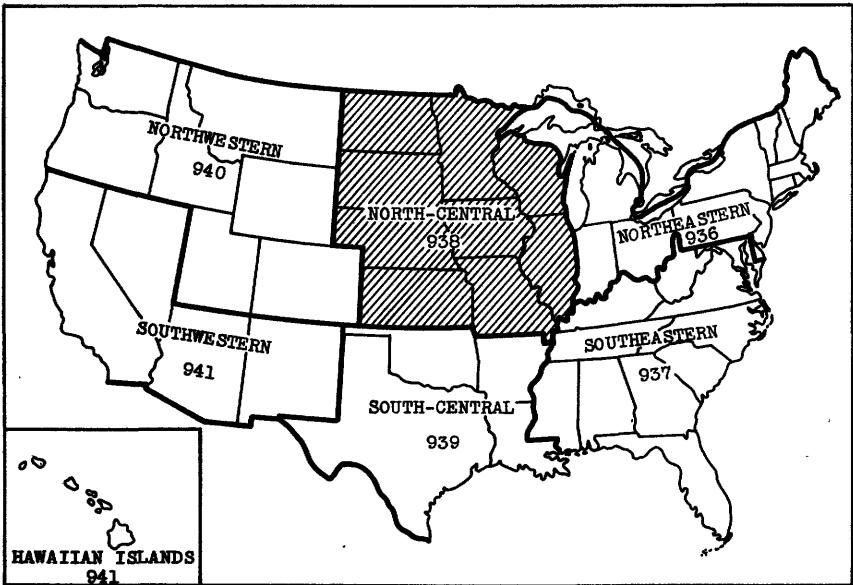 NORTHWESTERN
940
NORTH-CENTRAL
938
NORTHEASTERN
936
SOUTHWESTERN
941
SOUTHEASTERN
937
SOUTH-CENTRAL
939
HAWAIIAN ISLANDS
941